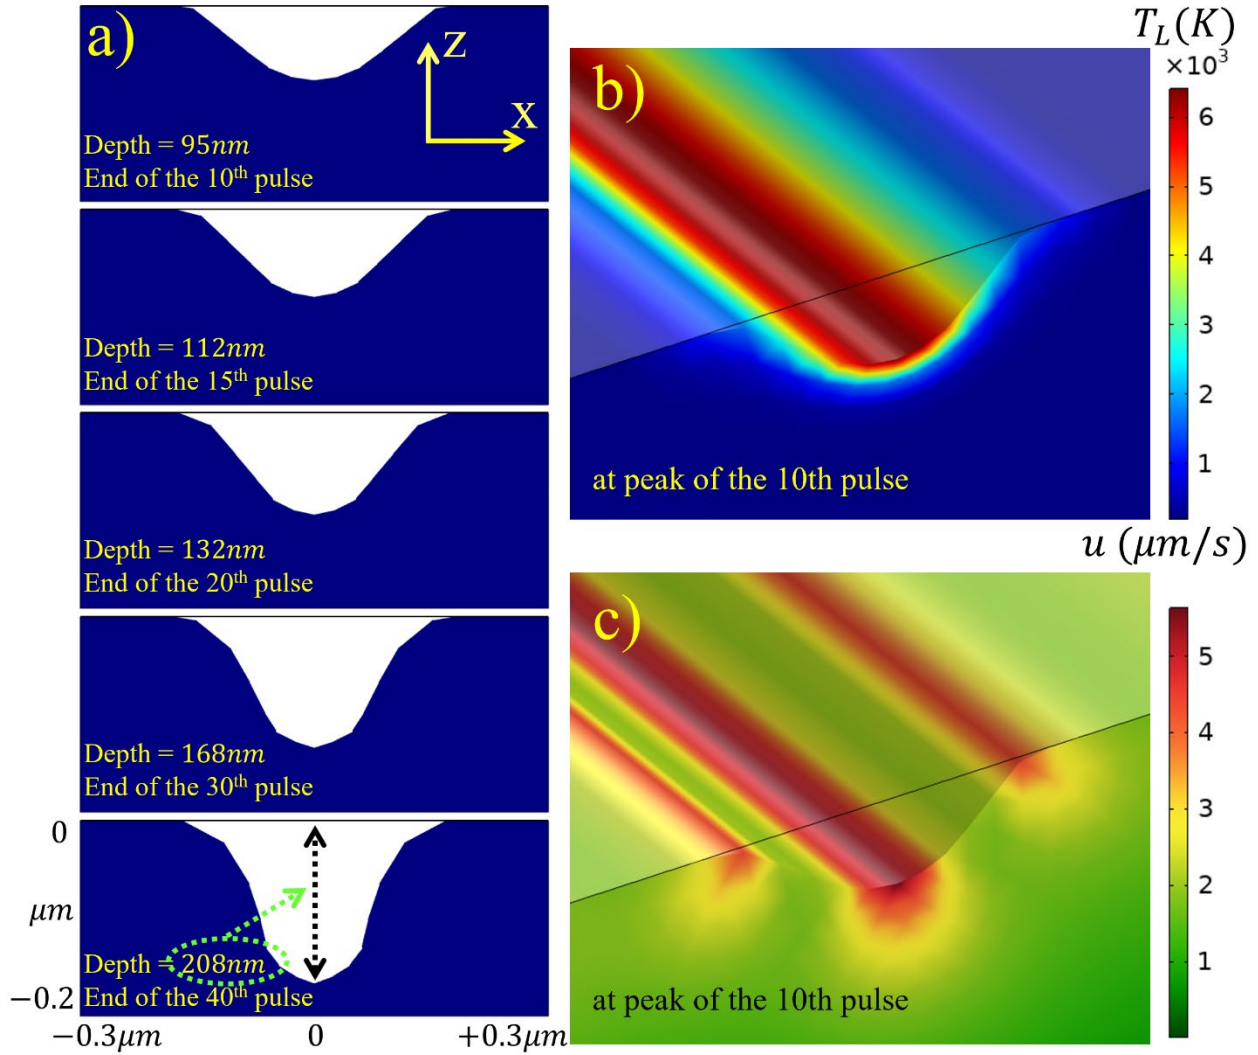 a)
z
x
Depth = 95nm
End of the 10th pulse
Depth = 112nm
End of the 15th pulse
Depth = 132nm
End of the 20th pulse
Depth = 168nm
End of the 30th pulse
0
μm
Depth = 208nm
End of the 40th pulse
−0.2
−0.3μm 0 +0.3μm
b)
at peak of the 10th pulse
T_L(K)
×10³
6
5
4
3
2
1
c)
at peak of the 10th pulse
u (μm/s)
5
4
3
2
1